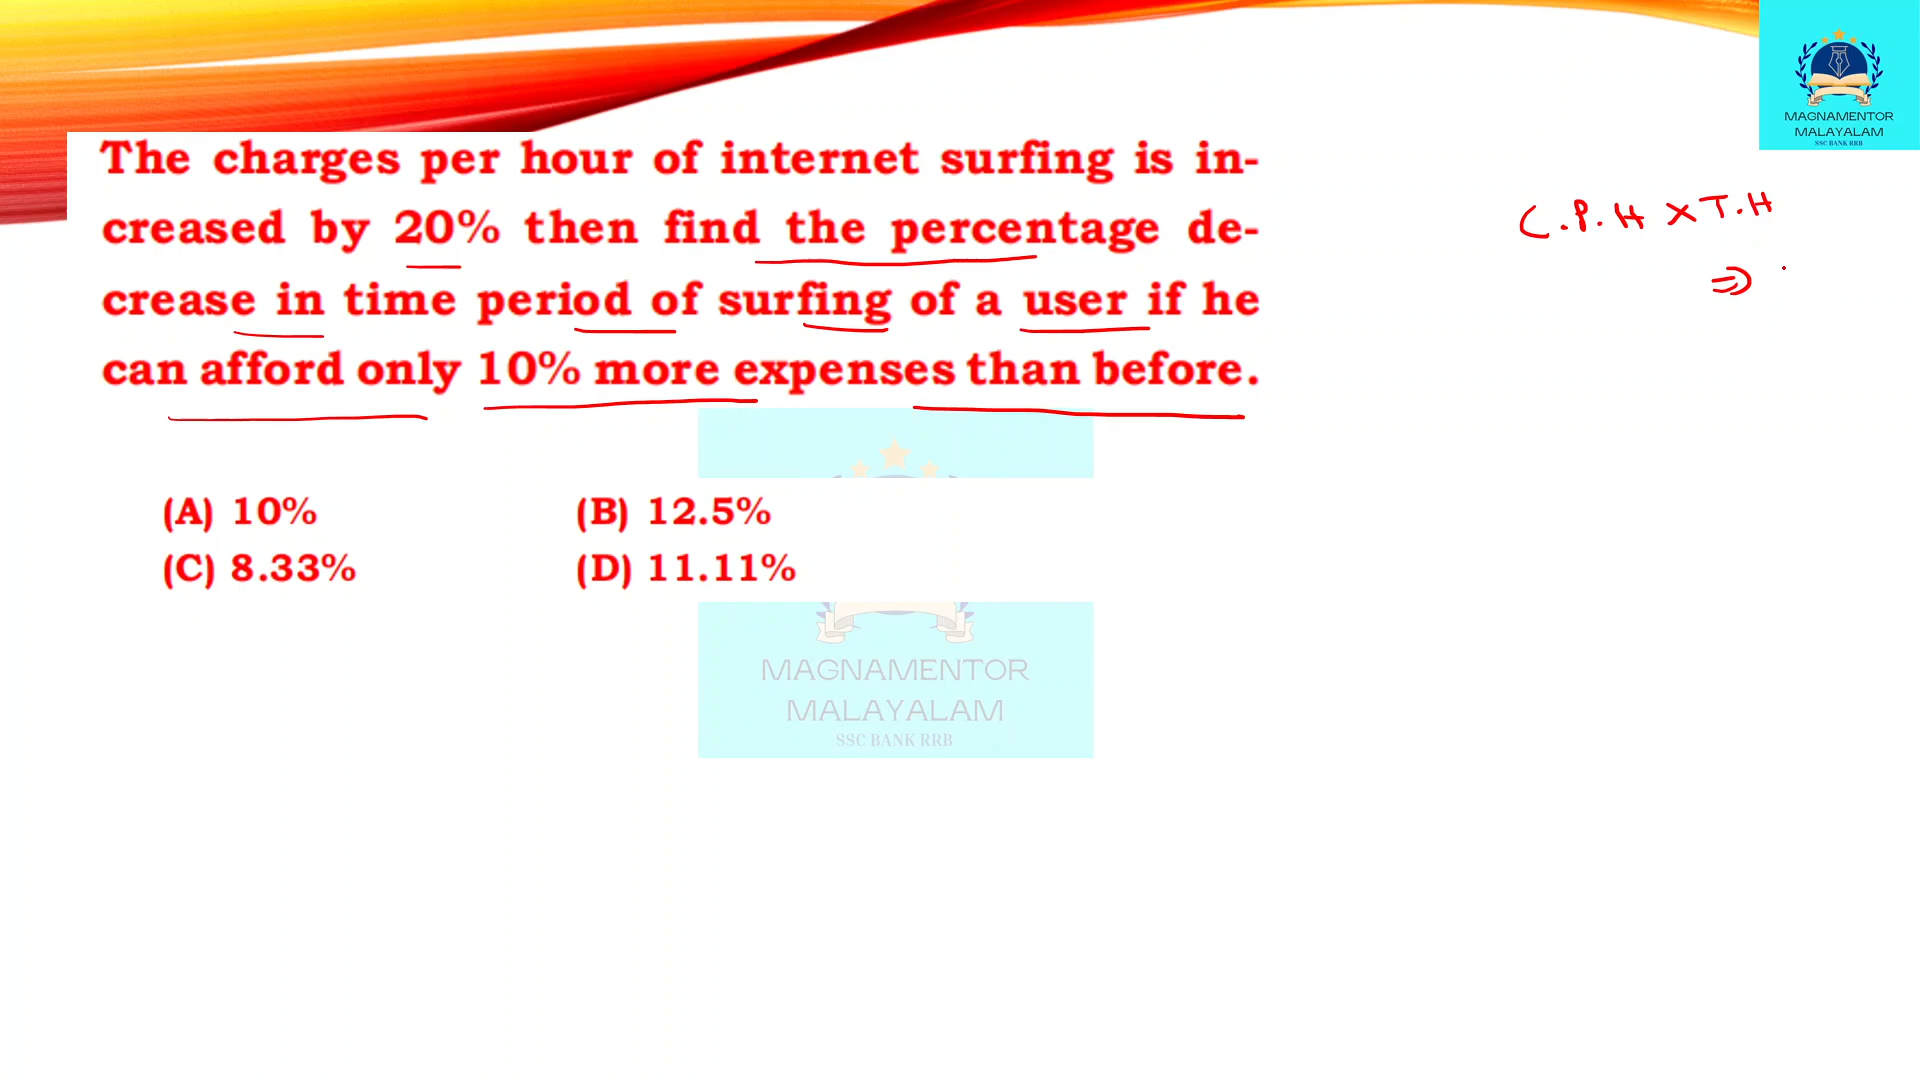 MAGNAMENTOR
MALAYALAM
SSC BANK RRB
The charges per hour of internet surfing is in-
creased by 20% then find the percentage de-
crease in time period of surfing of a user if he
can afford only 10% more expenses than before.
C.P.H X T.H
⇒
(A) 10% (B) 12.5%
(C) 8.33% (D) 11.11%
MAGNAMENTOR
MALAYALAM
SSC BANK RRB